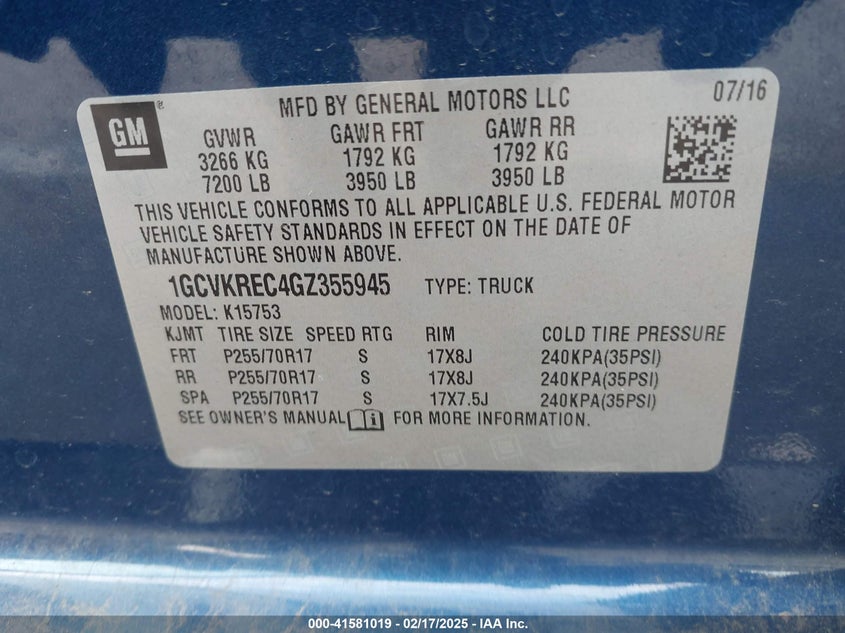 GM ®
MFD BY GENERAL MOTORS LLC
07/16
GVWR GAWR FRT GAWR RR
3266 KG 1792 KG 1792 KG
7200 LB 3950 LB 3950 LB
THIS VEHICLE CONFORMS TO ALL APPLICABLE U.S. FEDERAL MOTOR
VEHICLE SAFETY STANDARDS IN EFFECT ON THE DATE OF
MANUFACTURE SHOWN ABOVE.
1GCVKREC4GZ355945 TYPE: TRUCK
MODEL: K15753
KJMT TIRE SIZE SPEED RTG RIM COLD TIRE PRESSURE
FRT P255/70R17 S 17X8J 240KPA(35PSI)
RR P255/70R17 S 17X8J 240KPA(35PSI)
SPA P255/70R17 S 17X7.5J 240KPA(35PSI)
SEE OWNER'S MANUAL i FOR MORE INFORMATION.
000-41581019 - 02/17/2025 - IAA Inc.